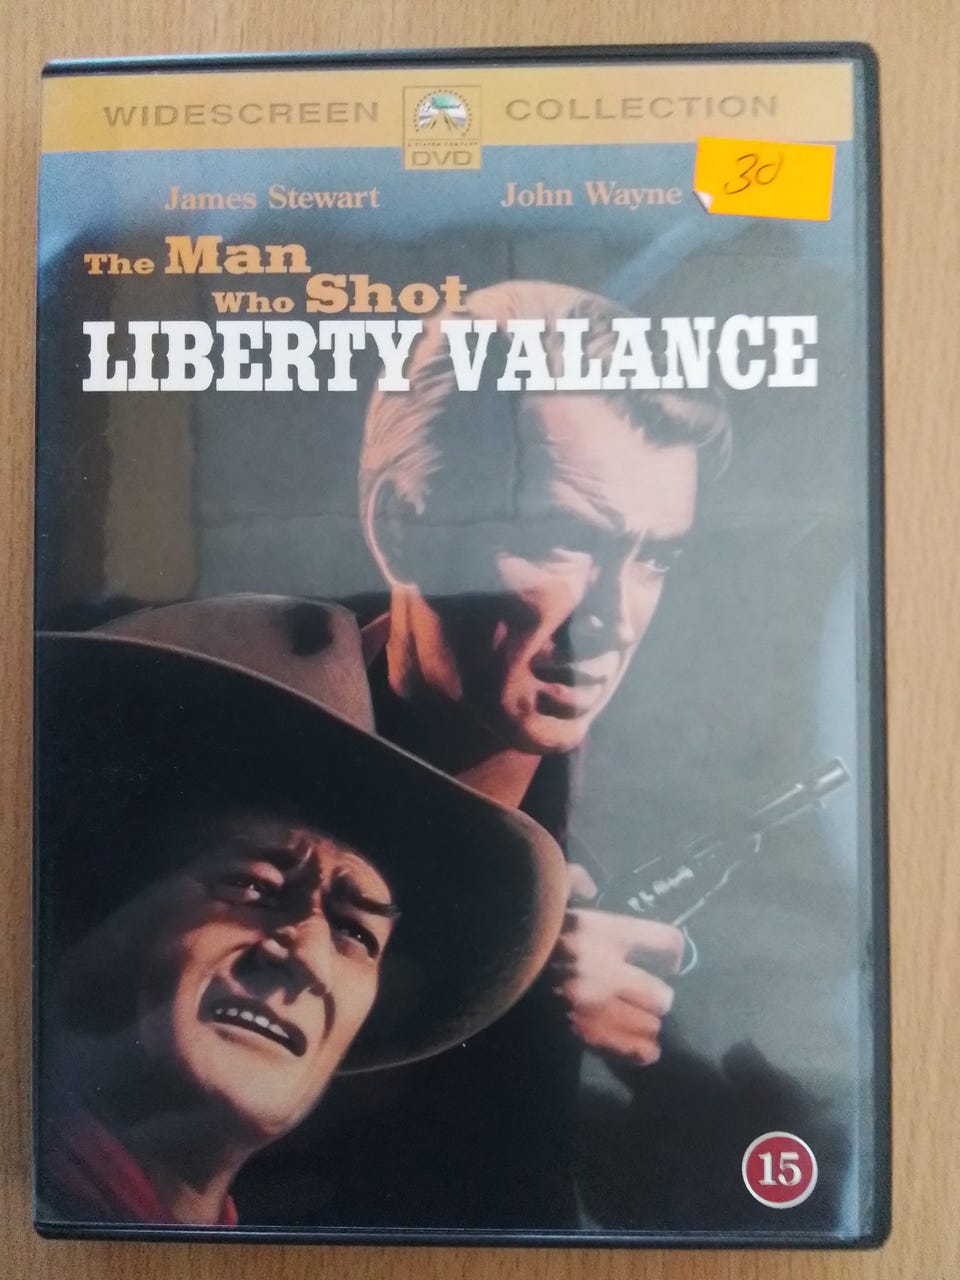 WIDESCREEN COLLECTION
DVD
30
James Stewart John Wayne
The Man
Who Shot
LIBERTY VALANCE
15